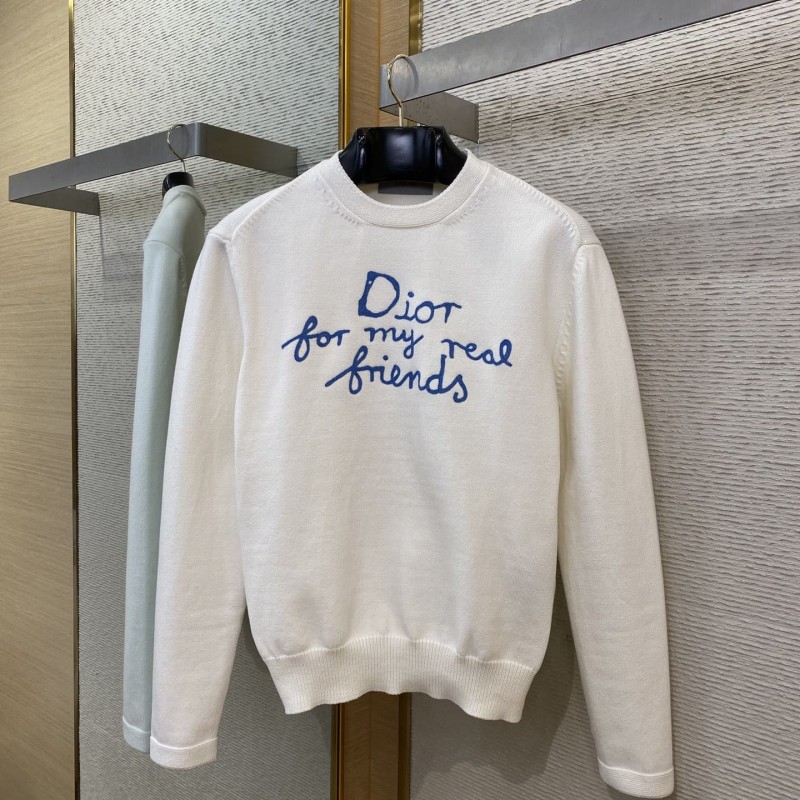 Dior
for my real
friends